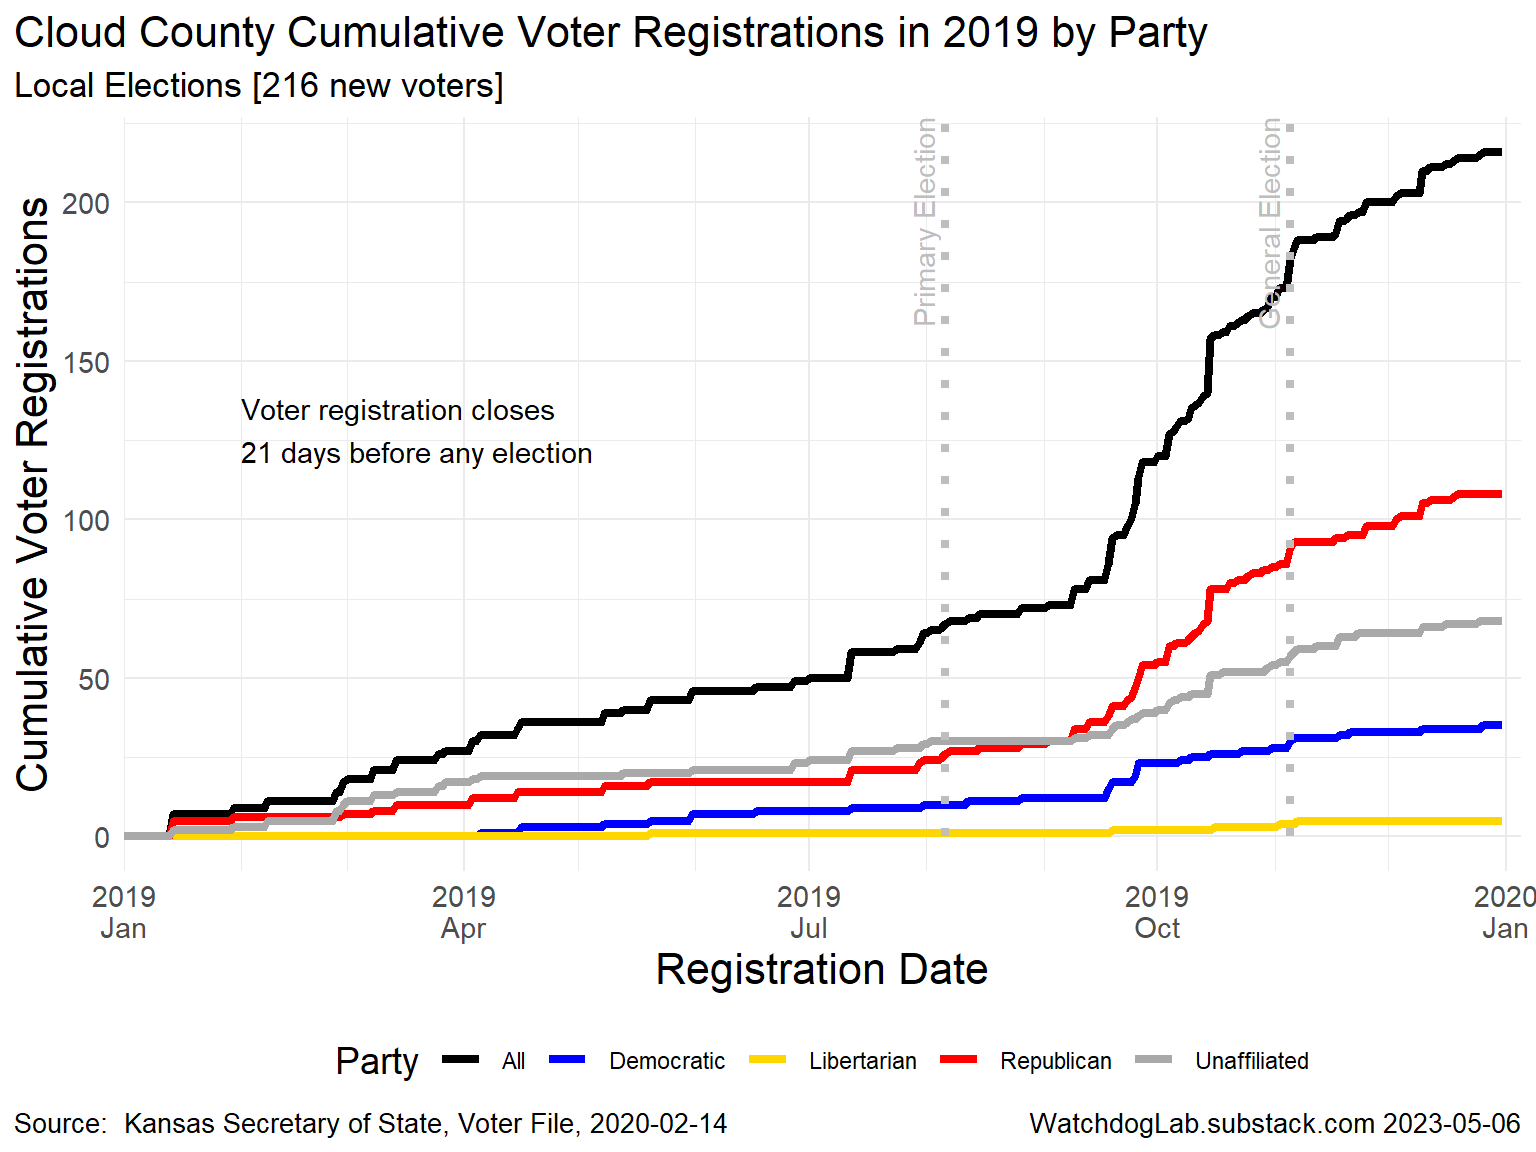 Cloud County Cumulative Voter Registrations in 2019 by Party
Local Elections [216 new voters]
Cumulative Voter Registrations
200
150
100
50
0
Primary Election
General Election
Voter registration closes
21 days before any election
2019 2019 2019 2019 2020
Jan Apr Jul Oct Jan
Registration Date
Party All Democratic Libertarian Republican Unaffiliated
Source:  Kansas Secretary of State, Voter File, 2020-02-14
WatchdogLab.substack.com 2023-05-06